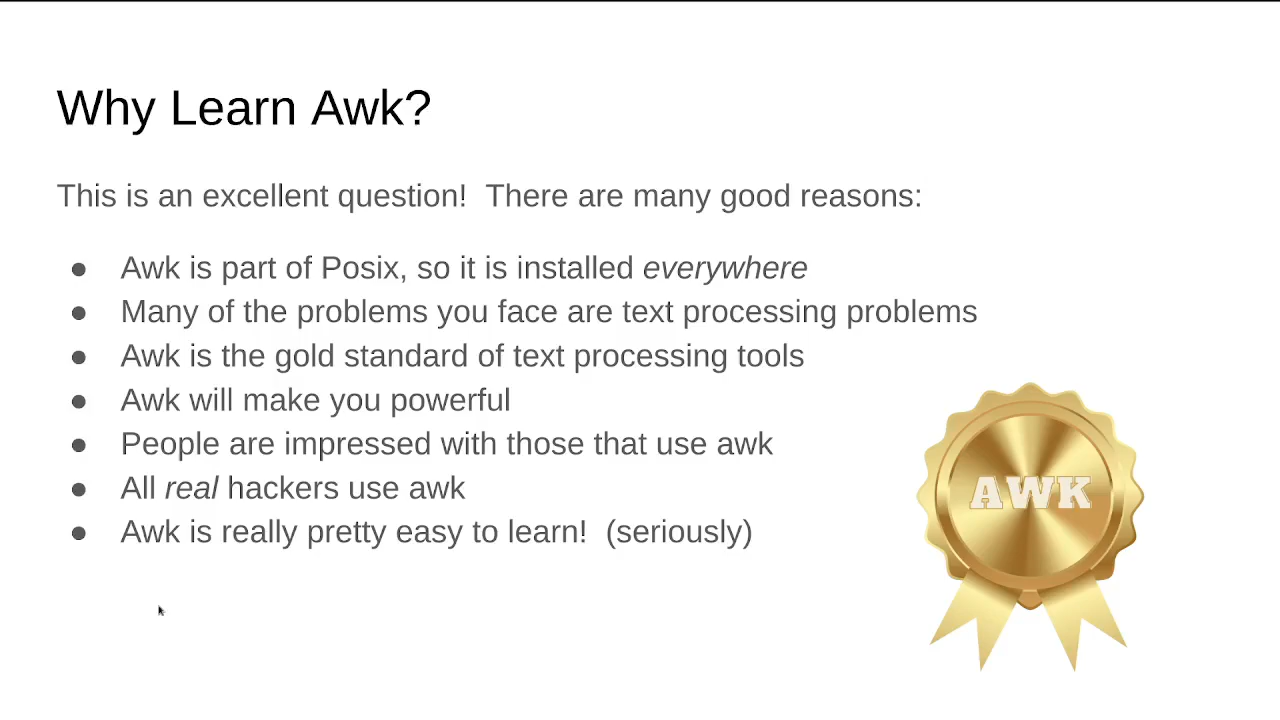 Why Learn Awk?
This is an excellent question!  There are many good reasons:
● Awk is part of Posix, so it is installed everywhere
● Many of the problems you face are text processing problems
● Awk is the gold standard of text processing tools
● Awk will make you powerful
● People are impressed with those that use awk
● All real hackers use awk
● Awk is really pretty easy to learn!  (seriously)
AWK